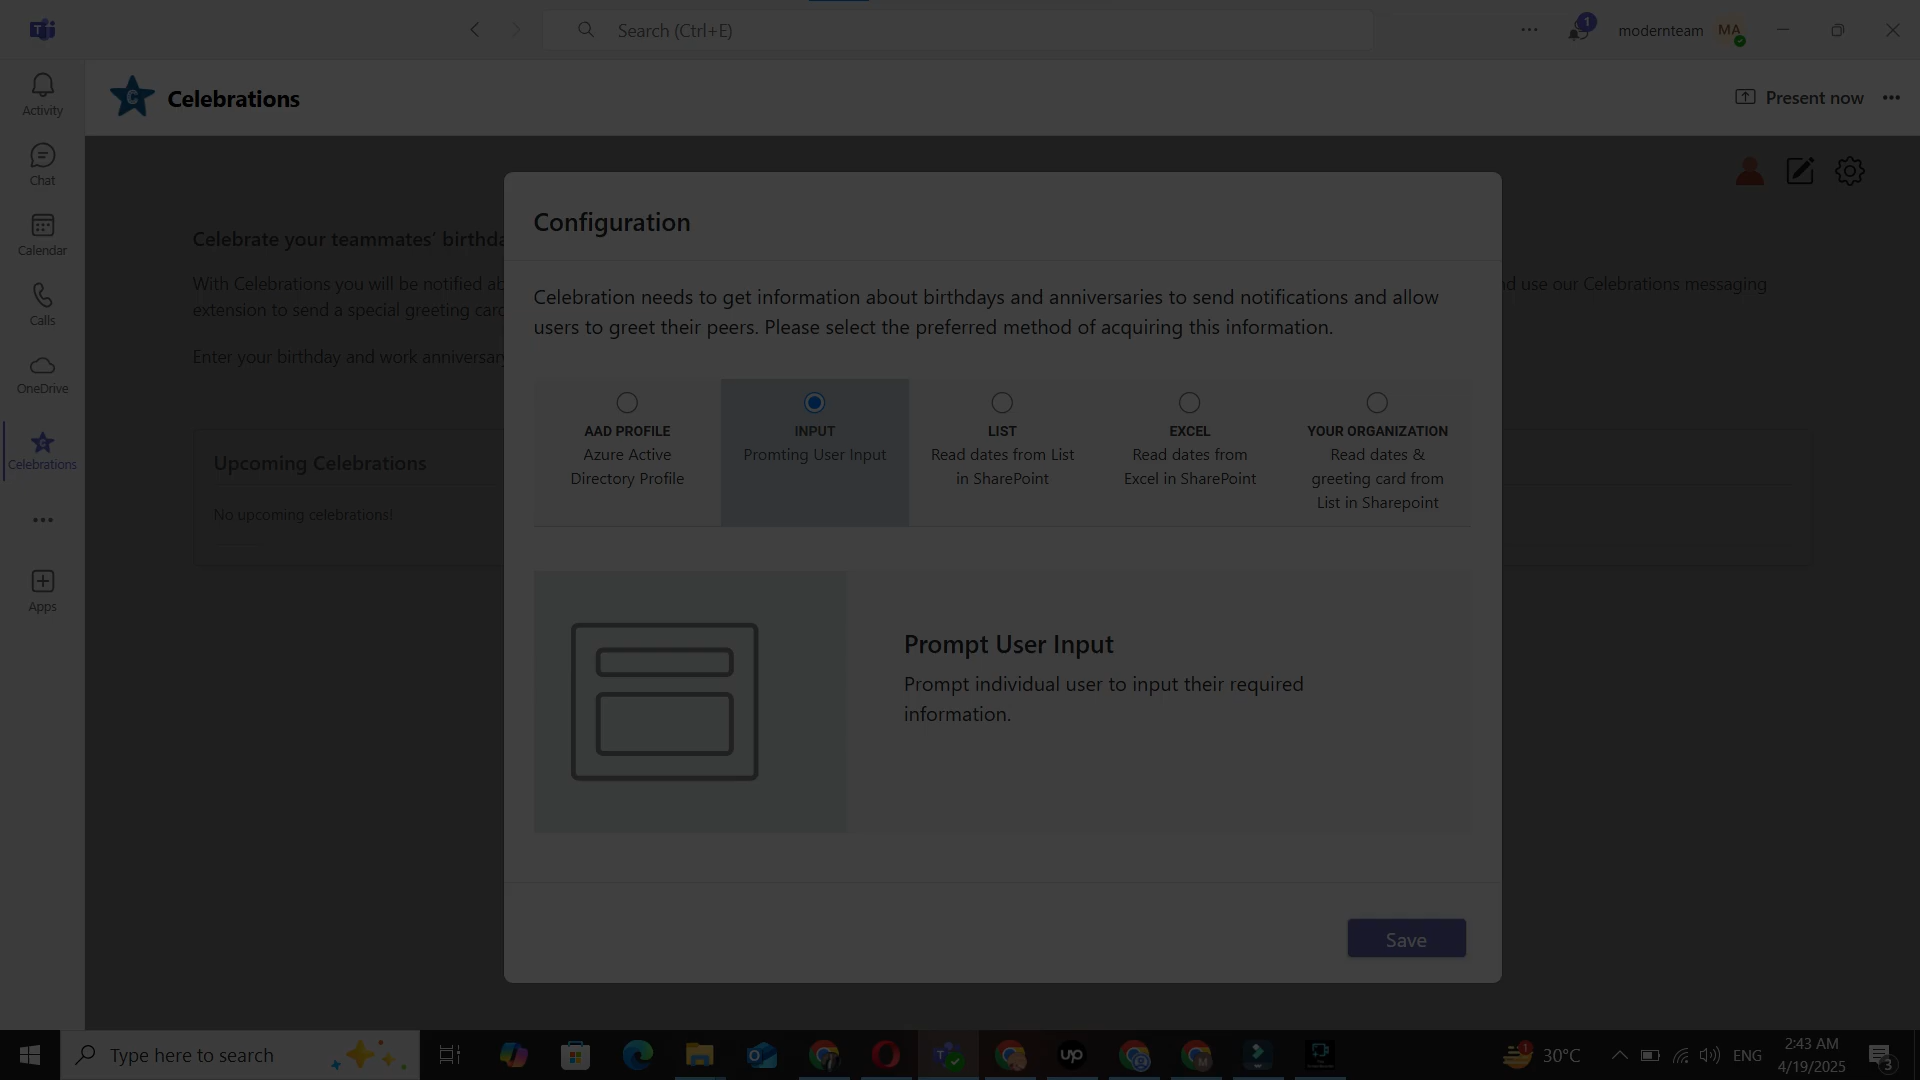 Search (Ctrl+E)
1
modernteam
MA
Activity
Chat
Calendar
Calls
OneDrive
Celebrations
Apps
C
Celebrations
Present now
Celebrate your teammates' birthda
With Celebrations you will be notified ab
nd use our Celebrations messaging
extension to send a special greeting card
Enter your birthday and work anniversary
Upcoming Celebrations
No upcoming celebrations!
Configuration
Celebration needs to get information about birthdays and anniversaries to send notifications and allow
users to greet their peers. Please select the preferred method of acquiring this information.
AAD PROFILE
Azure Active
Directory Profile
INPUT
Promting User Input
LIST
Read dates from List
in SharePoint
EXCEL
Read dates from
Excel in SharePoint
YOUR ORGANIZATION
Read dates &
greeting card from
List in Sharepoint
Prompt User Input
Prompt individual user to input their required
information.
Save
Type here to search
up
1
30°C
ENG
2:43 AM
4/19/2025
3